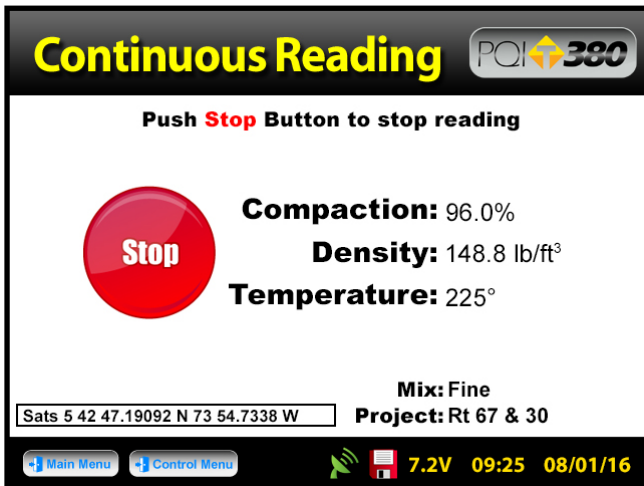 Continuous Reading
PQI T 380
Push Stop Button to stop reading
Stop
Compaction: 96.0%
Density: 148.8 lb/ft³
Temperature: 225°
Mix: Fine
Sats 5 42 47.19092 N 73 54.7338 W
Project: Rt 67 & 30
Main Menu
Control Menu
7.2V 09:25 08/01/16